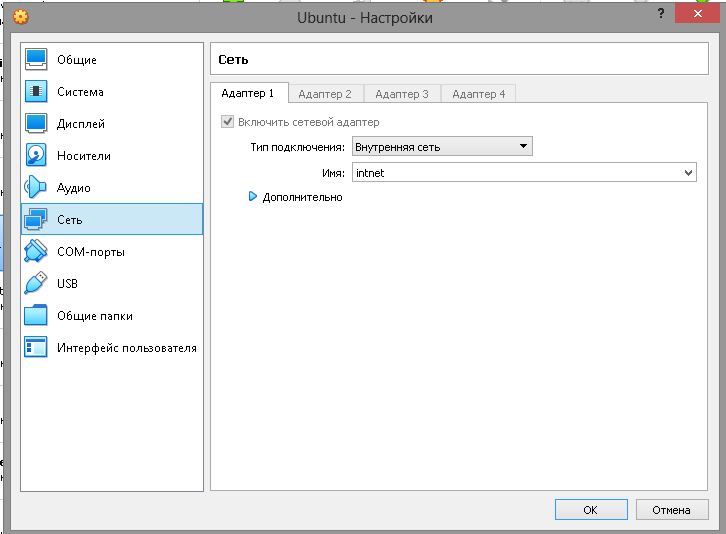 Ubuntu - Настройки
?
Общие
Система
Дисплей
Носители
Аудио
Сеть
COM-порты
USB
Общие папки
Интерфейс пользователя
Сеть
Адаптер 1 Адаптер 2 Адаптер 3 Адаптер 4
Включить сетевой адаптер
Тип подключения: Внутренняя сеть
Имя: intnet
Дополнительно
OK Отмена